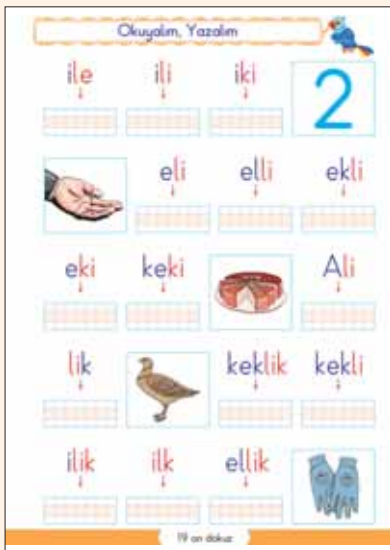 Okuyalım, Yazalım
ile ili iki 2
eli elli ekli
eki keki Ali
lik keklik kekli
ilik ilk ellik
19 on dokuz